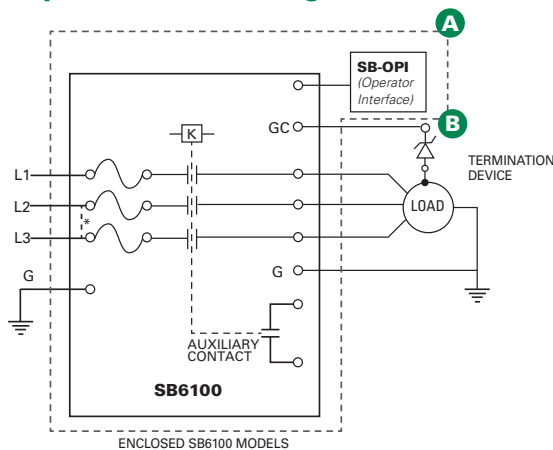 A
SB-OPI
(Operator
Interface)
B
GC
K
TERMINATION
DEVICE
L1
L2
LOAD
*
L3
G
G
AUXILIARY
CONTACT
SB6100
ENCLOSED SB6100 MODELS